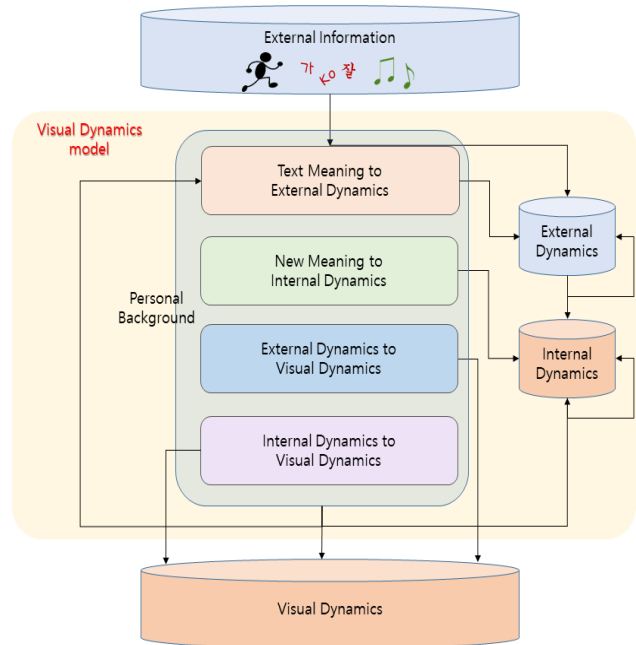 External Information
가 KO 잘
Visual Dynamics
model
Text Meaning to
External Dynamics
External
Dynamics
New Meaning to
Internal Dynamics
Personal
Background
External Dynamics to
Visual Dynamics
Internal
Dynamics
Internal Dynamics to
Visual Dynamics
Visual Dynamics